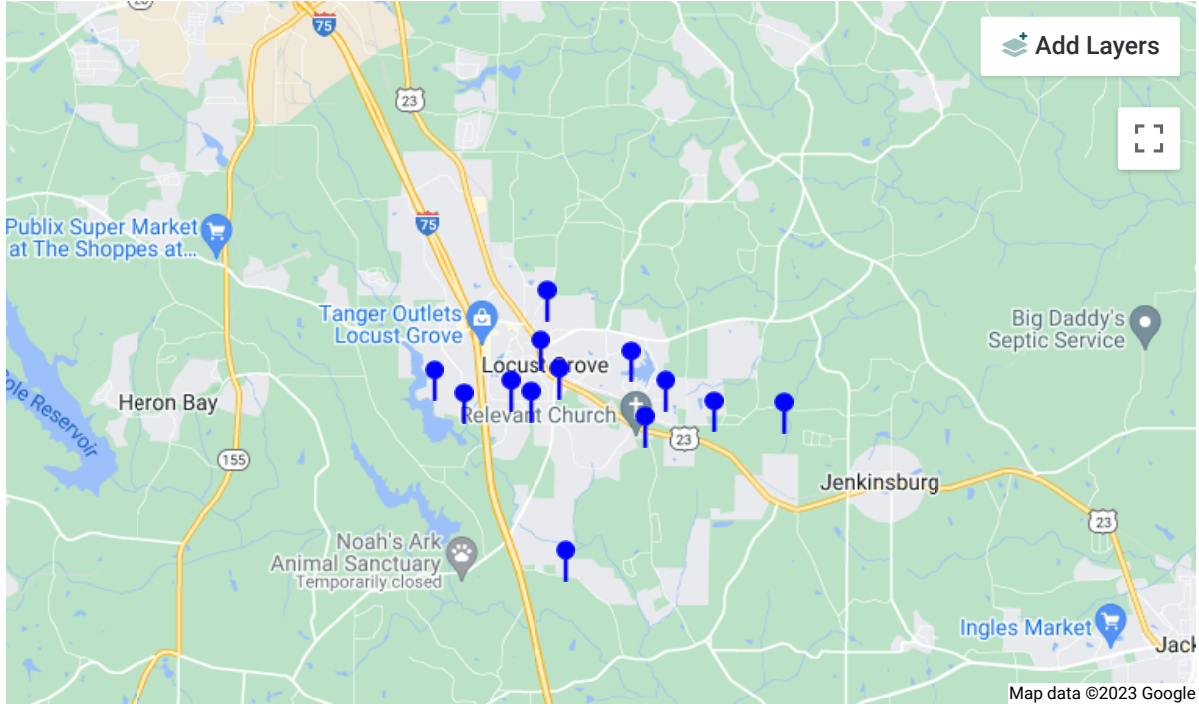 75
Add Layers
23
Publix Super Market
at The Shoppes at...
75
Tanger Outlets
Locust Grove
Big Daddy's
Septic Service
Locust Grove
Heron Bay
Relevant Church
23
155
Reservoir
Jenkinsburg
23
Noah's Ark
Animal Sanctuary
Temporarily closed
Ingles Market
Jack
Map data ©2023 Google